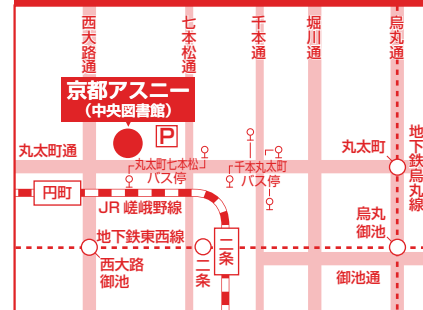 西大路通
七本松通
千本通
堀川通
烏丸通
京都アスニー
（中央図書館）
P
丸太町通
丸太町七本松
バス停
千本丸太町
バス停
丸太町
地下鉄烏丸線
円町
JR 嵯峨野線
烏丸
御池
地下鉄東西線
二条
西大路
御池
二条
御池通